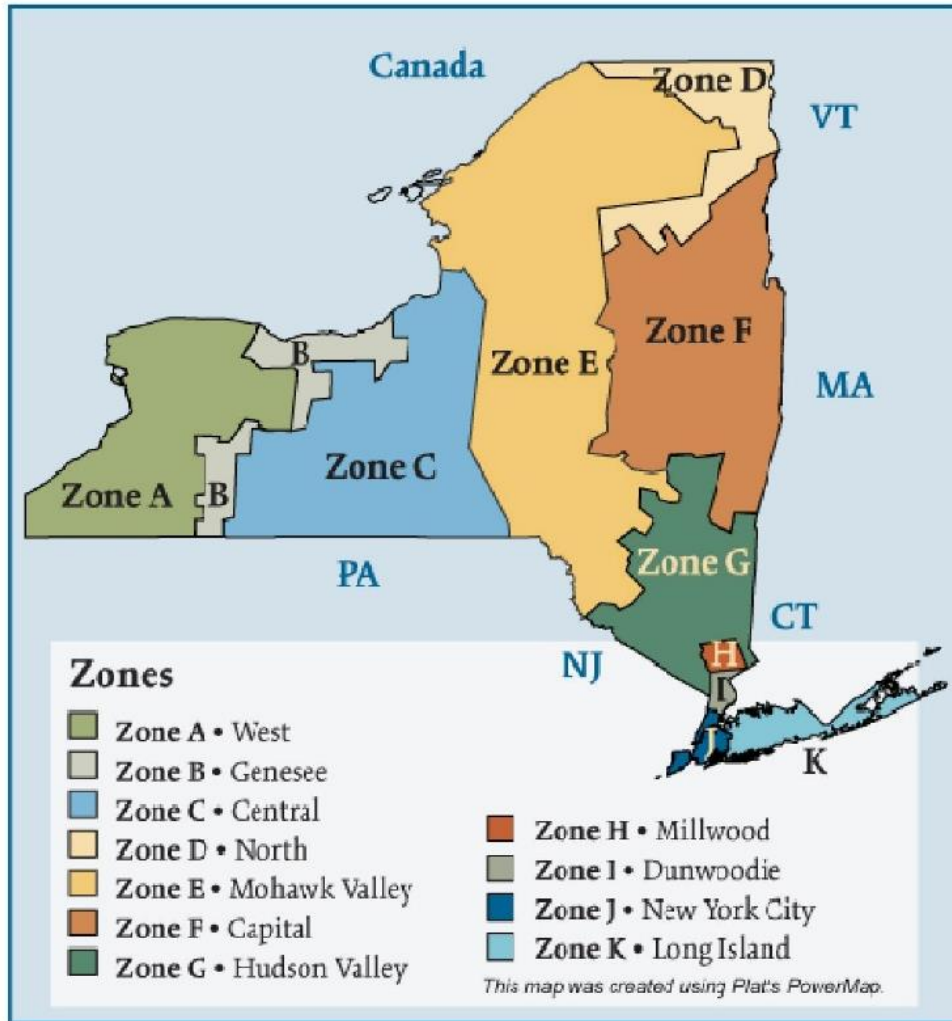 Canada
Zone D
VT
B
Zone E
Zone F
MA
Zone C
Zone A
B
Zone G
PA
CT
NJ
H
I
J
K
Zones
Zone A • West
Zone B • Genesee
Zone C • Central
Zone D • North
Zone E • Mohawk Valley
Zone F • Capital
Zone G • Hudson Valley
Zone H • Millwood
Zone I • Dunwoodie
Zone J • New York City
Zone K • Long Island
This map was created using Platt's PowerMap.